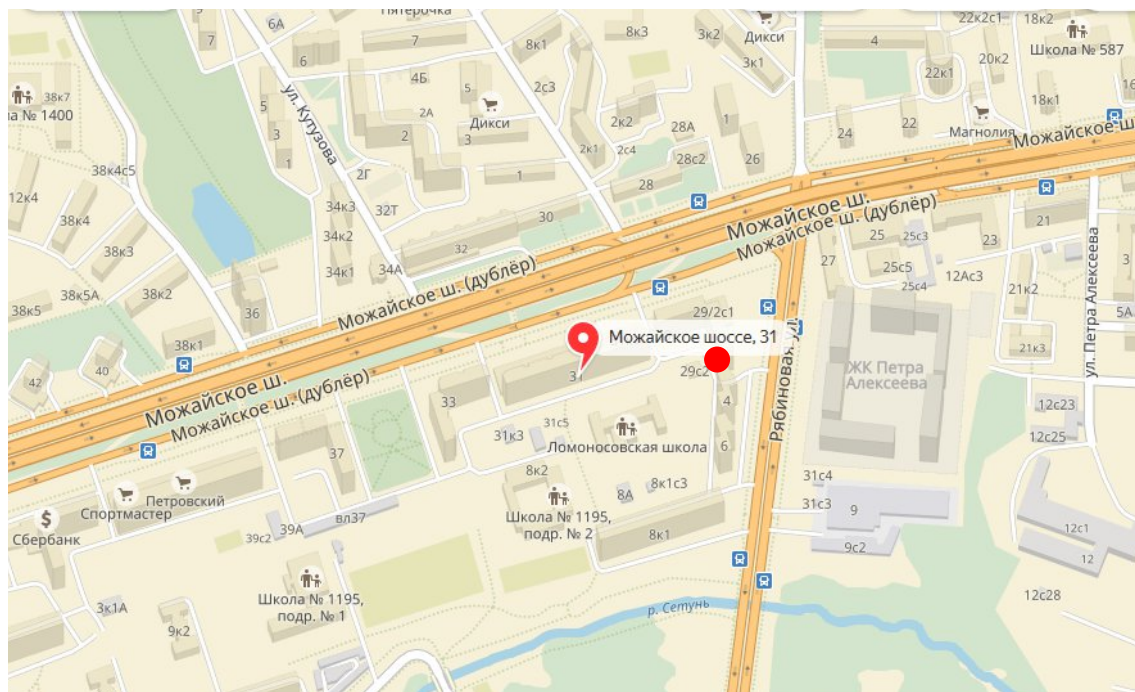 Пятерочка
6А
7
7
6
8к1
8к3
3к2
Дикси
3к1
4
22к2с1
18к2
Школа № 587
20к2
22к1
16
18к1
38к7
ла № 1400
5
3
1
ул. Кутузова
4Б
5
2А
Дикси
2
3
2с3
2к2
28А
1
2к1
2с4
28с2
26
24
22
Магнолия
Можайское ш.
38к4с5
2Г
1
28
12к4
38к4
34к3
32Т
30
Можайское ш.
Можайское ш. (дублёр)
25
25с3
23
21
38к3
34к2
32
34к1
34А
27
25с5
12Ас3
25с4
21к2
3
ул. Петра Алексеева
38к5А
38к2
38к5
36
Можайское ш. (дублёр)
29/2с1
5А
38к1
Можайское шоссе, 31
21к3
42
40
31
29с2
ЖК Петра
Алексеева
Рябиновая ул.
Можайское ш.
Можайское ш. (дублёр)
33
4
12с23
31с5
31к3
Ломоносовская школа
6
12с25
37
8к2
8А
8к1с3
31с4
Петровский
Спортмастер
Школа № 1195,
подр. № 2
31с3
9
Сбербанк
39А
вл37
39с2
8к1
9с2
12с1
12
Школа № 1195,
подр. № 1
12с28
3к1А
9к2
р. Сетунь